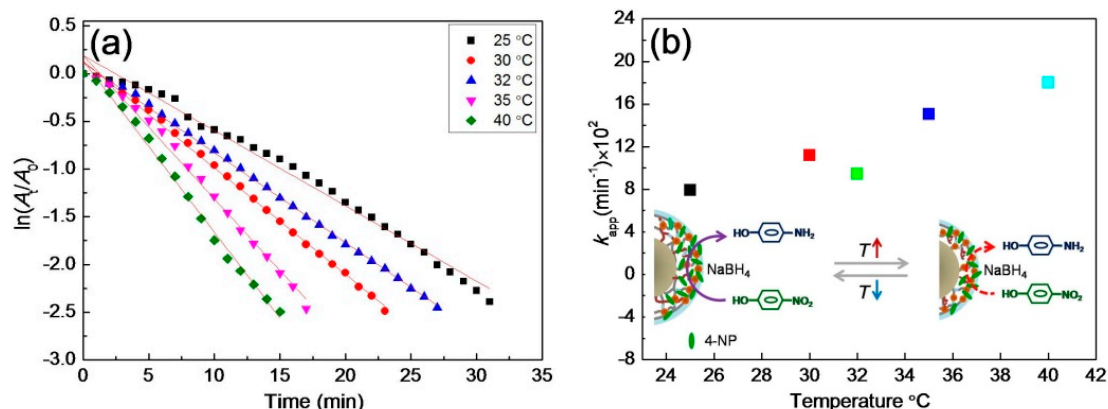 (a)
25 °C
30 °C
32 °C
35 °C
40 °C
0.5
0.0
-0.5
-1.0
-1.5
-2.0
-2.5
-3.0
0 5 10 15 20 25 30 35
Time (min)
ln(At/A0)
(b)
24
20
16
12
8
4
0
-4
-8
kapp(min-1)×102
HO NH2
NaBH4
HO NO2
4-NP
T
T
HO NH2
NaBH4
HO NO2
24 26 28 30 32 34 36 38 40 42
Temperature °C